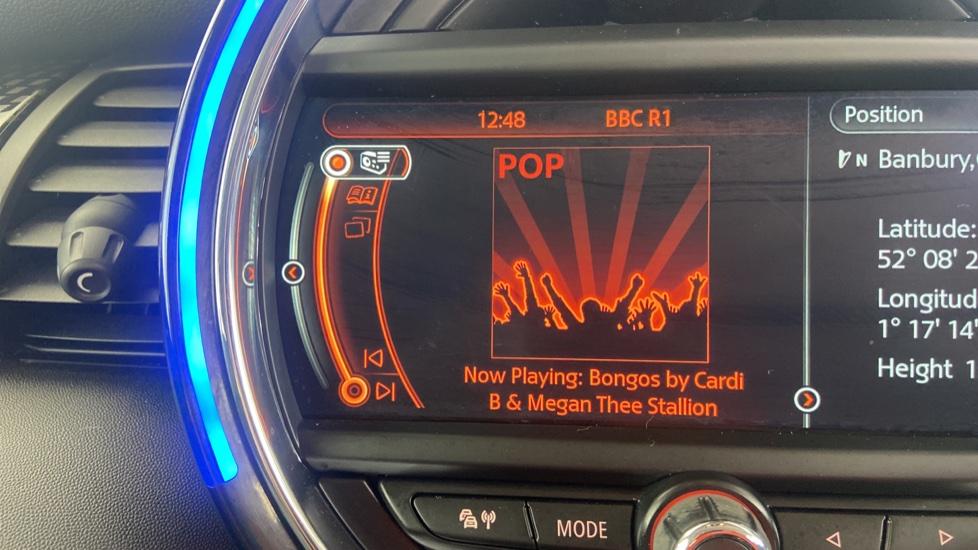 12:48 BBC R1
POP
Now Playing: Bongos by Cardi
B & Megan Thee Stallion
Position
N Banbury,
Latitude:
52° 08' 2
Longitud
1° 17' 14'
Height 1
MODE